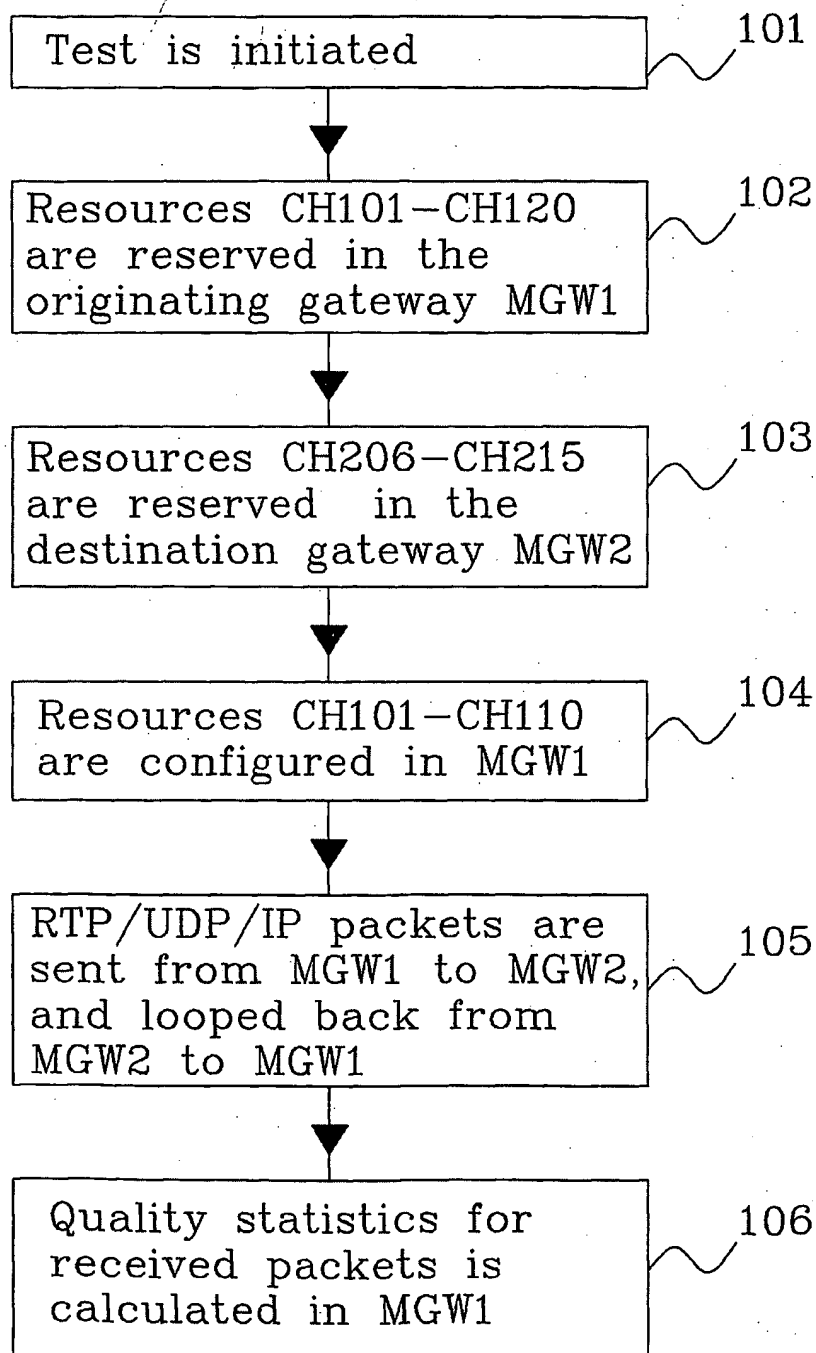 Test is initiated
101
Resources CH101-CH120
are reserved in the
originating gateway MGW1
102
Resources CH206-CH215
are reserved in the
destination gateway MGW2
103
Resources CH101-CH110
are configured in MGW1
104
RTP/UDP/IP packets are
sent from MGW1 to MGW2,
and looped back from
MGW2 to MGW1
105
Quality statistics for
received packets is
calculated in MGW1
106